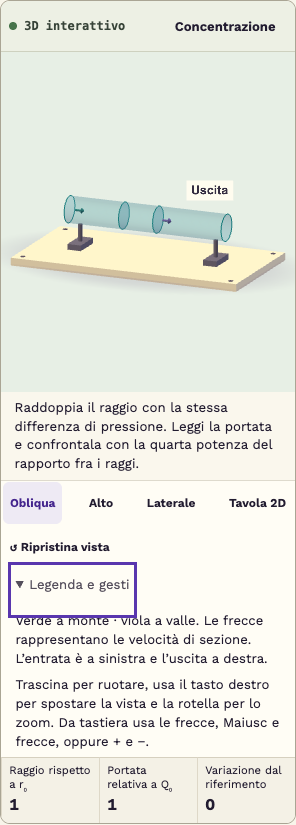 3D interattivo
Concentrazione
Uscita
Raddoppia il raggio con la stessa
differenza di pressione. Leggi la portata
e confrontala con la quarta potenza del
rapporto fra i raggi.
Obliqua Alto Laterale Tavola 2D
↺ Ripristina vista
▼ Legenda e gesti
Verde a monte · viola a valle. Le frecce
rappresentano le velocità di sezione.
L’entrata è a sinistra e l’uscita a destra.
Trascina per ruotare, usa il tasto destro
per spostare la vista e la rotella per lo
zoom. Da tastiera usa le frecce, Maiusc e
frecce, oppure + e −.
Raggio rispetto
a r₀
1
Portata
relativa a Q₀
1
Variazione dal
riferimento
0